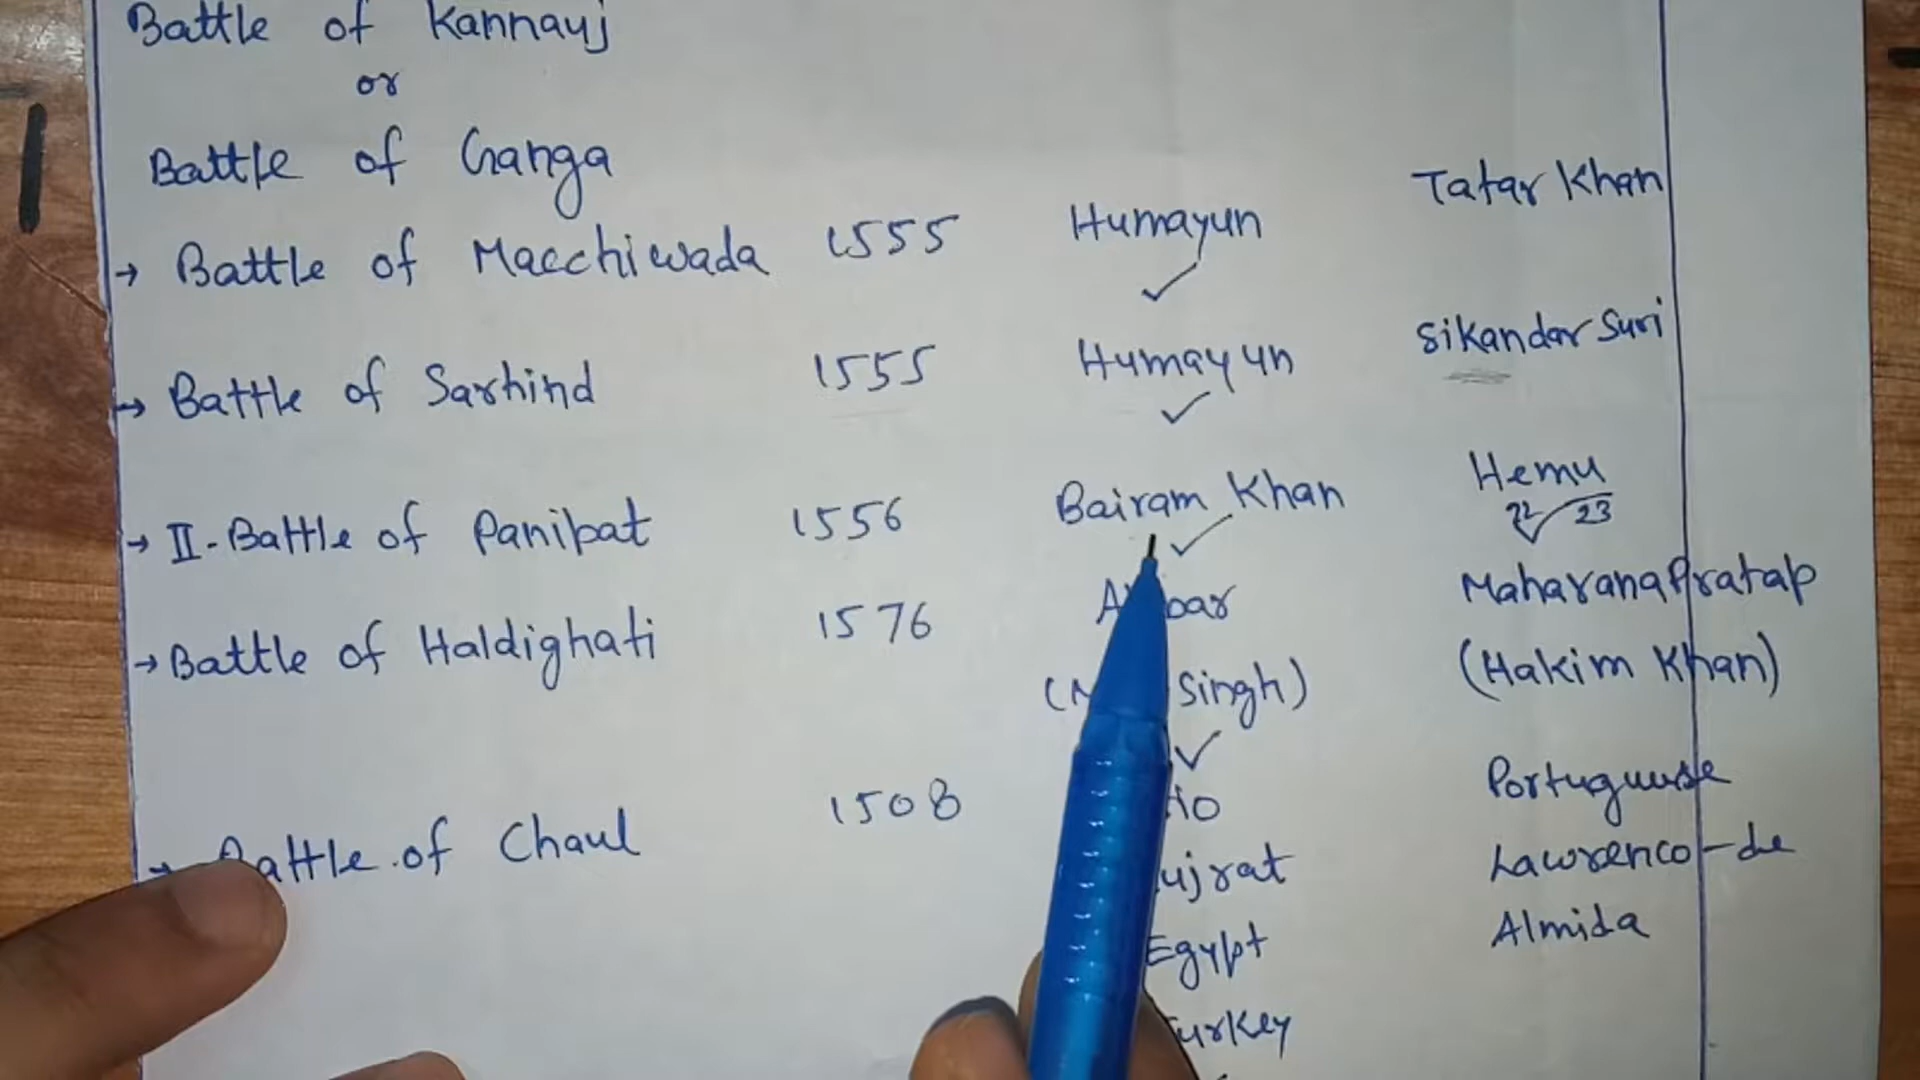 Battle of Kannauj
or
Battle of Ganga
→ Battle of Macchiwada 1555 Humayun Tatar Khan
→ Battle of Sarhind 1555 Humayun Sikandar Suri
→ II-Battle of Panipat 1556 Bairam Khan Hemu
22 23
→ Battle of Haldighati 1576 Maharana Pratap
Singh) (Hakim Khan)
→ Battle of Chaul 1508 Portuguese
Lawrenco-de
Egypt Almida